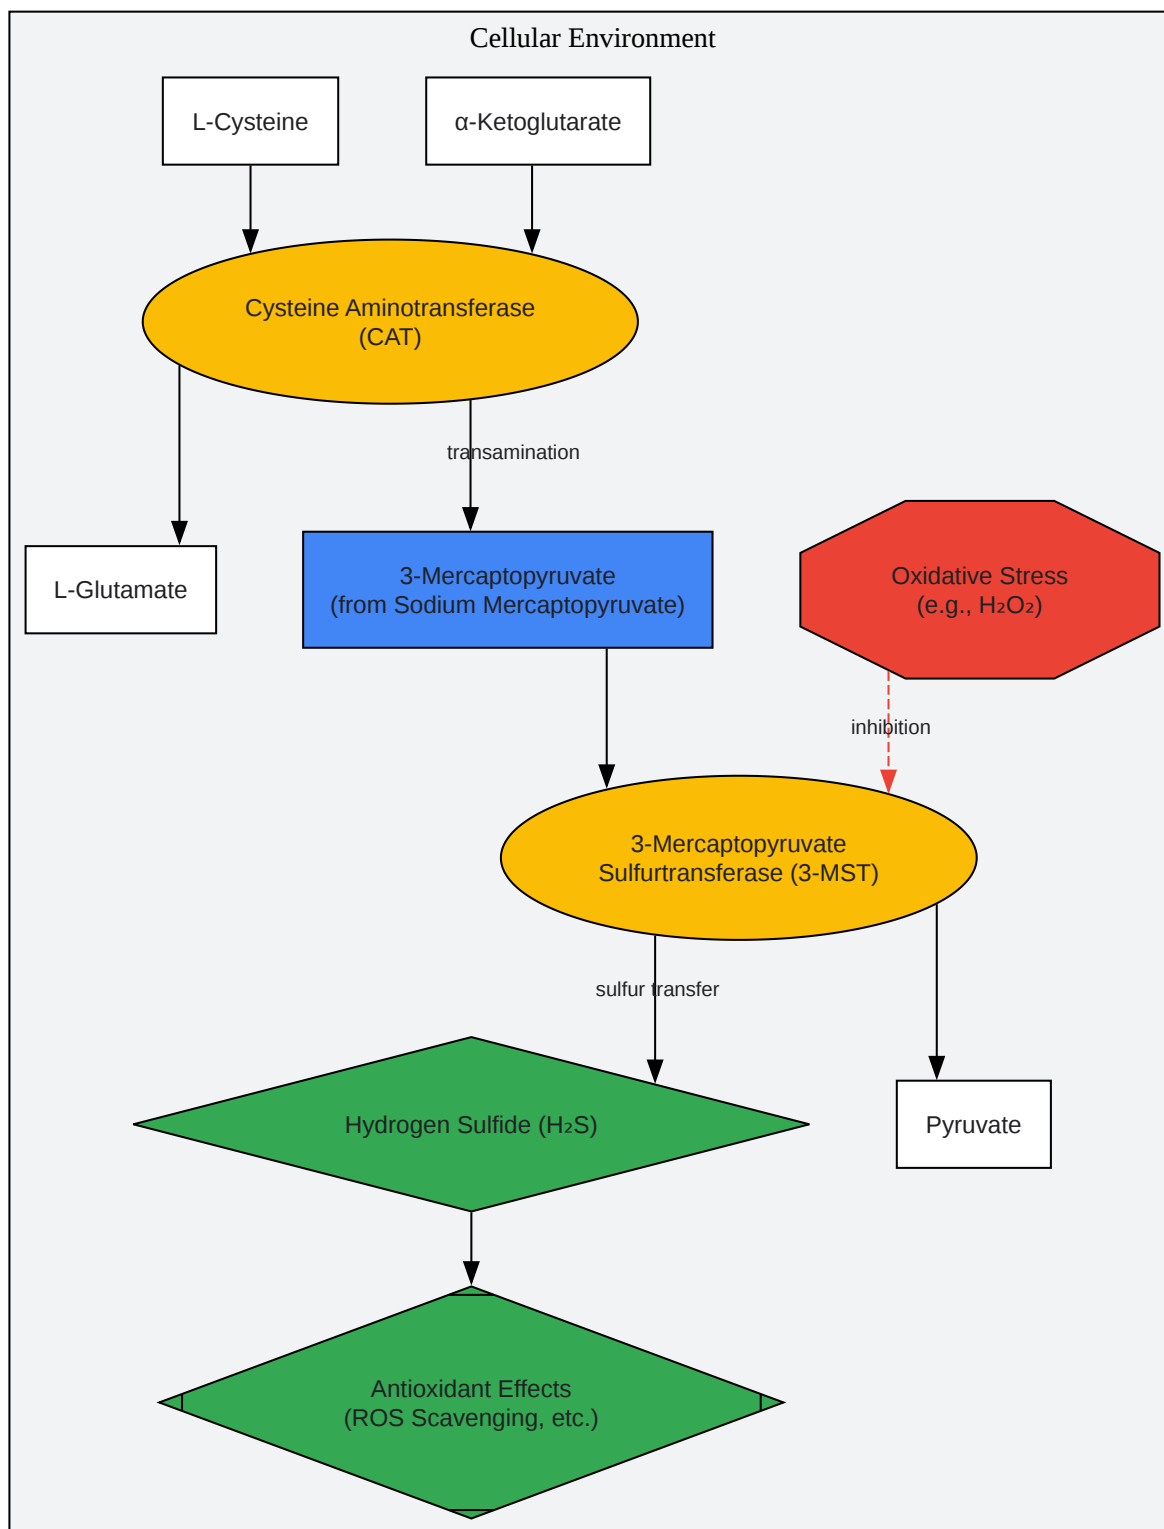 Cellular Environment
L-Cysteine
α-Ketoglutarate
Cysteine Aminotransferase
(CAT)
transamination
L-Glutamate
3-Mercaptopyruvate
(from Sodium Mercaptopyruvate)
Oxidative Stress
(e.g., H₂O₂)
inhibition
3-Mercaptopyruvate
Sulfurtransferase (3-MST)
sulfur transfer
Hydrogen Sulfide (H₂S)
Pyruvate
Antioxidant Effects
(ROS Scavenging, etc.)